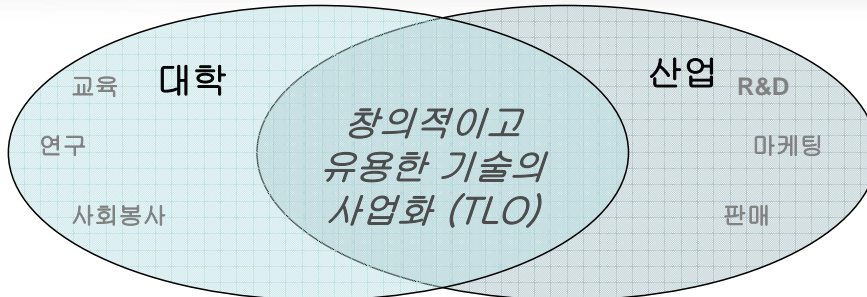 대학
교육
연구
사회봉사
창의적이고
유용한 기술의
사업화 (TLO)
산업
R&D
마케팅
판매